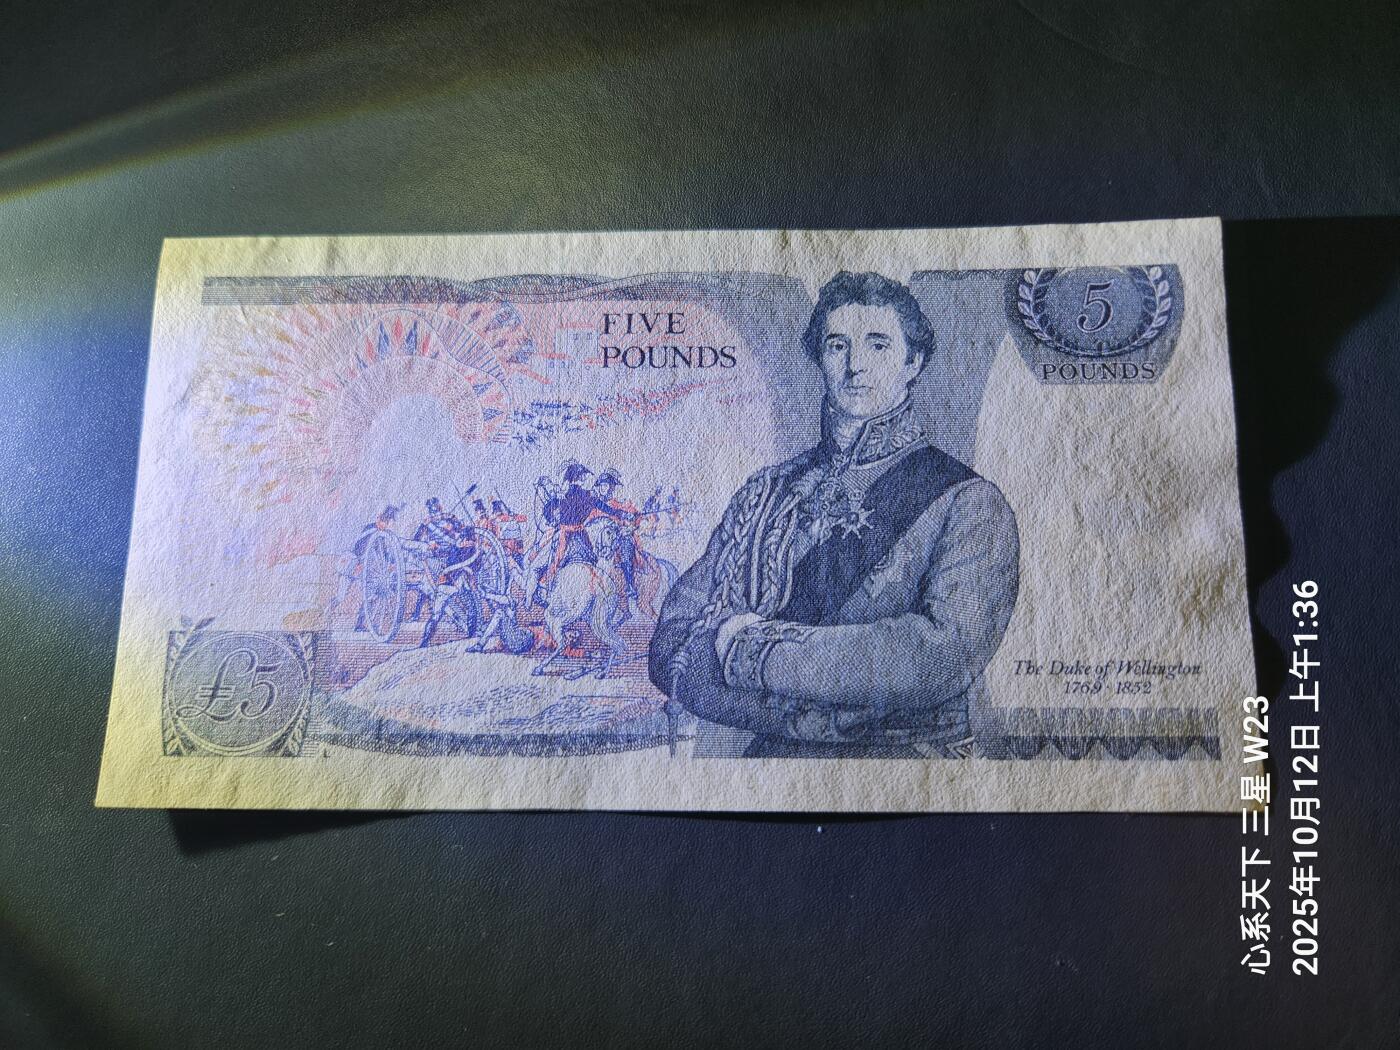 FIVE
POUNDS
5
POUNDS
£5
The Duke of Wellington
1769 · 1852
L
心系天下 三星 W23
2025年10月12日 上午1:36